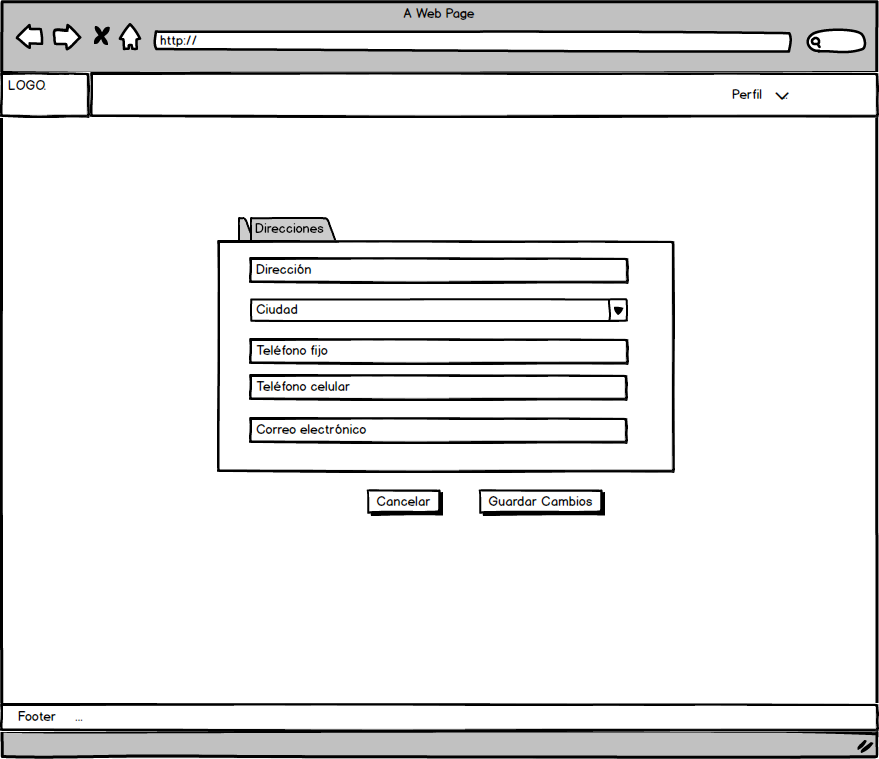 A Web Page
http://
LOGO.
Perfil
Direcciones
Dirección
Ciudad
Teléfono fijo
Teléfono celular
Correo electrónico
Cancelar
Guardar Cambios
Footer ...